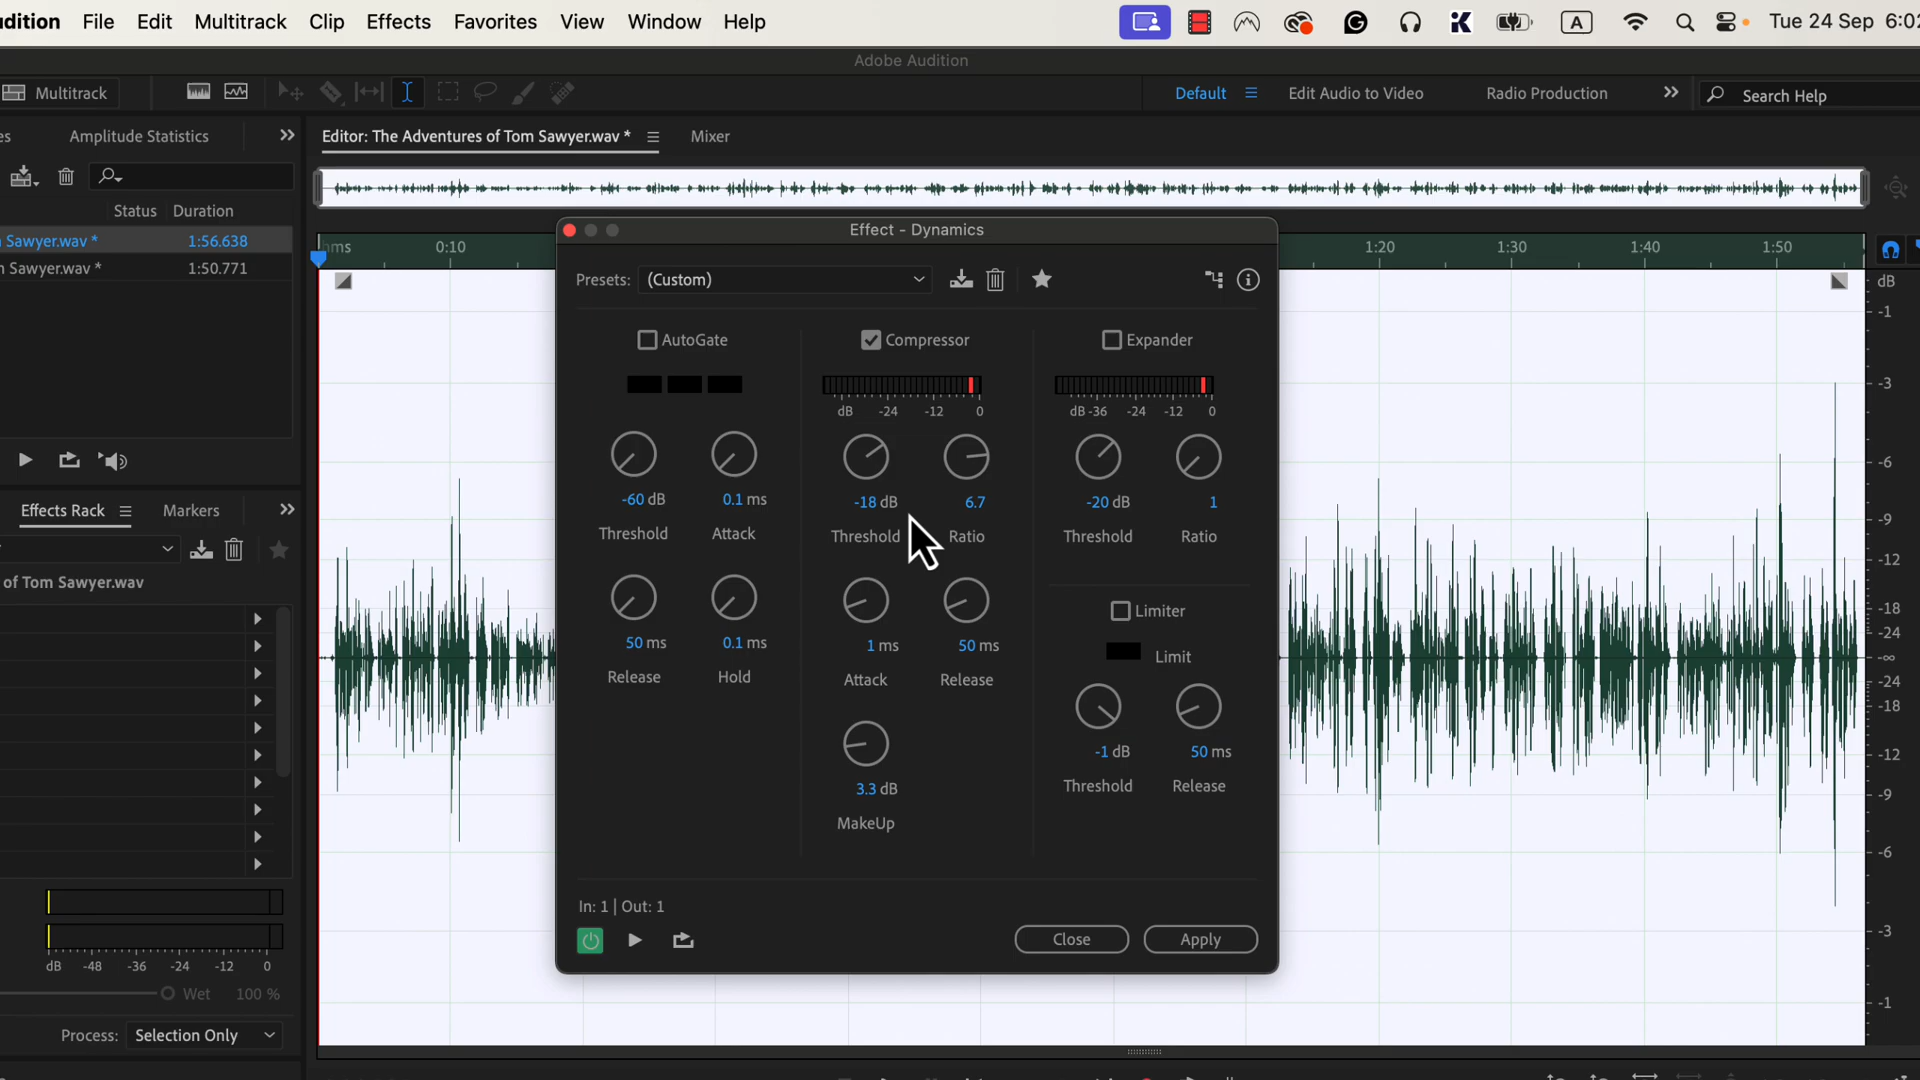 udition File Edit Multitrack Clip Effects Favorites View Window Help A Tue 24 Sep 6:02
Adobe Audition
Multitrack Default Edit Audio to Video Radio Production Search Help
es Amplitude Statistics Editor: The Adventures of Tom Sawyer.wav * Mixer
Status Duration
Sawyer.wav * 1:56.638
m Sawyer.wav * 1:50.771
hms 0:10 1:20 1:30 1:40 1:50
Effect - Dynamics
Presets: (Custom)
AutoGate Compressor Expander
dB -24 -12 0 dB -36 -24 -12 0
-60 dB 0.1 ms -18 dB 6.7 -20 dB 1
Threshold Attack Threshold Ratio Threshold Ratio
50 ms 0.1 ms 1 ms 50 ms
Release Hold Attack Release
Limiter
Limit
-1 dB 50 ms
Threshold Release
3.3 dB
MakeUp
In: 1 | Out: 1
Close Apply
Effects Rack Markers
of Tom Sawyer.wav
dB -48 -36 -24 -12 0
Wet 100 %
Process: Selection Only
dB
-1
-3
-6
-9
-12
-18
-24
-∞
-24
-18
-12
-9
-6
-3
-1